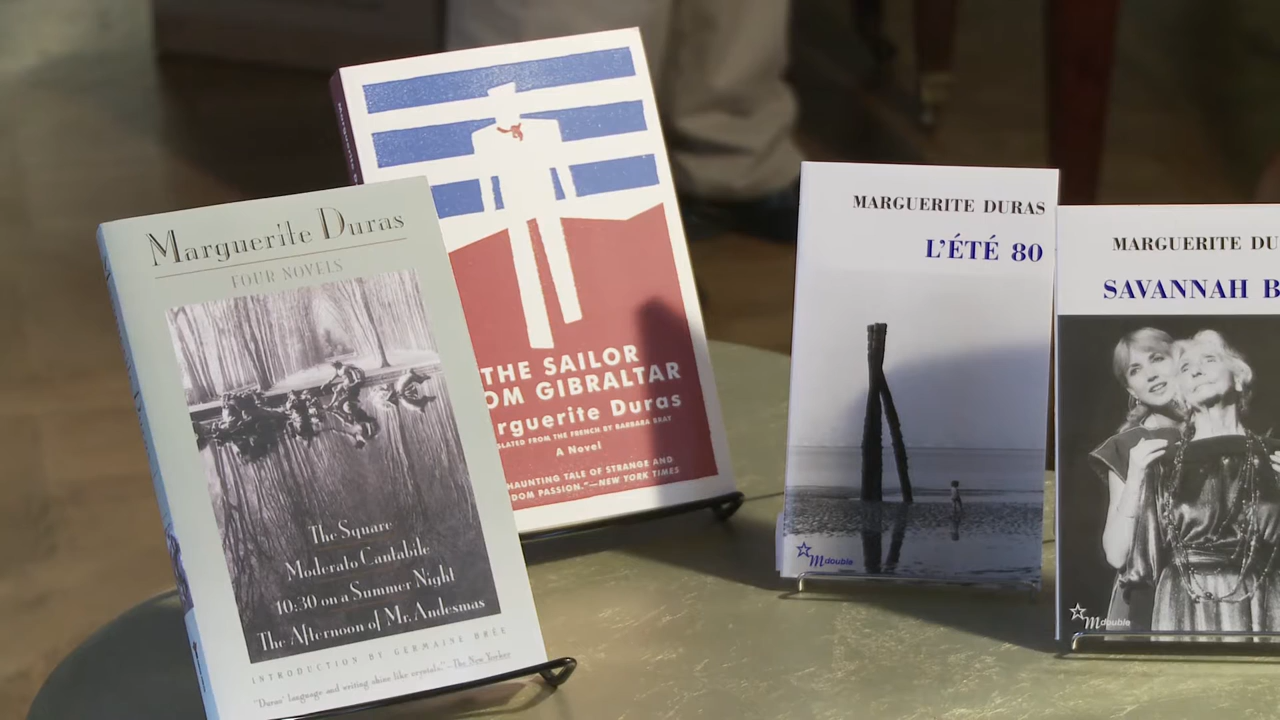 Marguerite Duras
FOUR NOVELS
The Square
Moderato Cantabile
10:30 on a Summer Night
The Afternoon of Mr. Andesmas
INTRODUCTION BY GERMAINE BRÉE
"Duras' language and writing shine like crystals."—The New Yorker
THE SAILOR
OM GIBRALTAR
rguerite Duras
SLATED FROM THE FRENCH BY BARBARA BRAY
A Novel
HAUNTING TALE OF STRANGE AND
DOM PASSION."—NEW YORK TIMES
MARGUERITE DURAS
L'ÉTÉ 80
Mdouble
MARGUERITE DU
SAVANNAH B
Mdouble